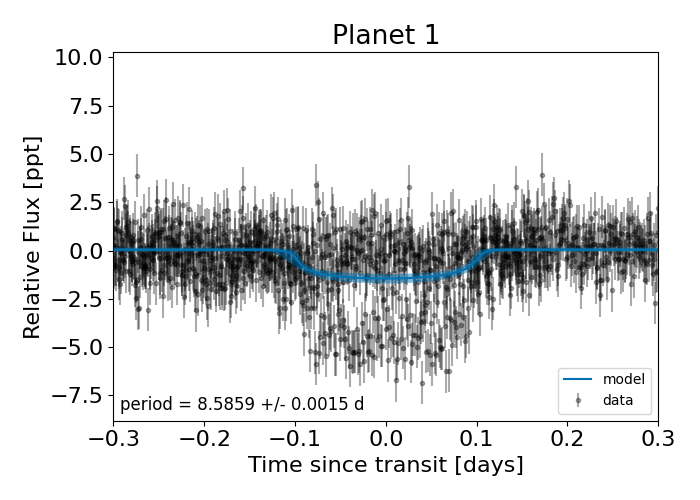 Planet 1
10.0
7.5
5.0
2.5
0.0
−2.5
−5.0
−7.5
Relative Flux [ppt]
period = 8.5859 +/- 0.0015 d
model
data
−0.3
−0.2
−0.1
0.0
0.1
0.2
0.3
Time since transit [days]